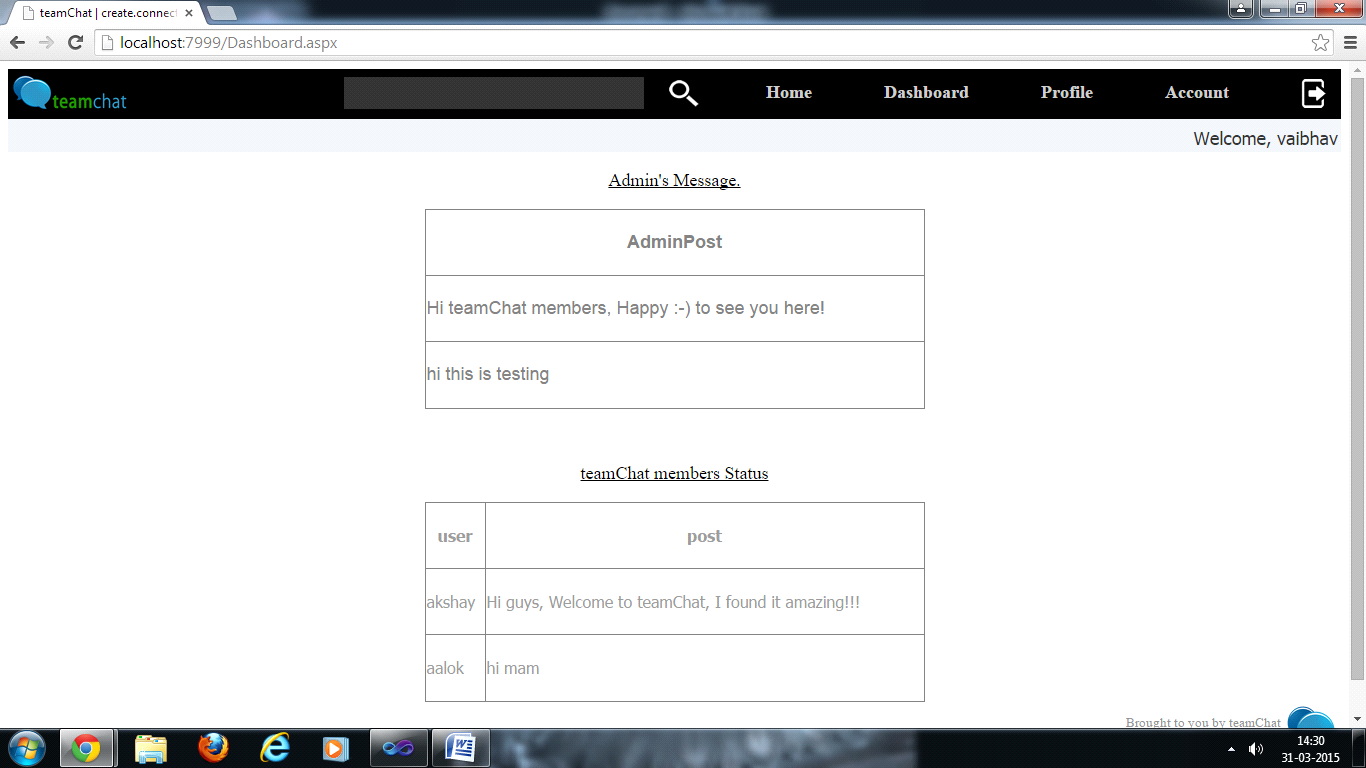 teamChat | create.connect
localhost:7999/Dashboard.aspx
teamchat
Home Dashboard Profile Account
Welcome, vaibhav
Admin's Message.
AdminPost
Hi teamChat members, Happy :-) to see you here!
hi this is testing
teamChat members Status
user post
akshay Hi guys, Welcome to teamChat, I found it amazing!!!
aalok hi mam
Brought to you by teamChat
14:30
31-03-2015